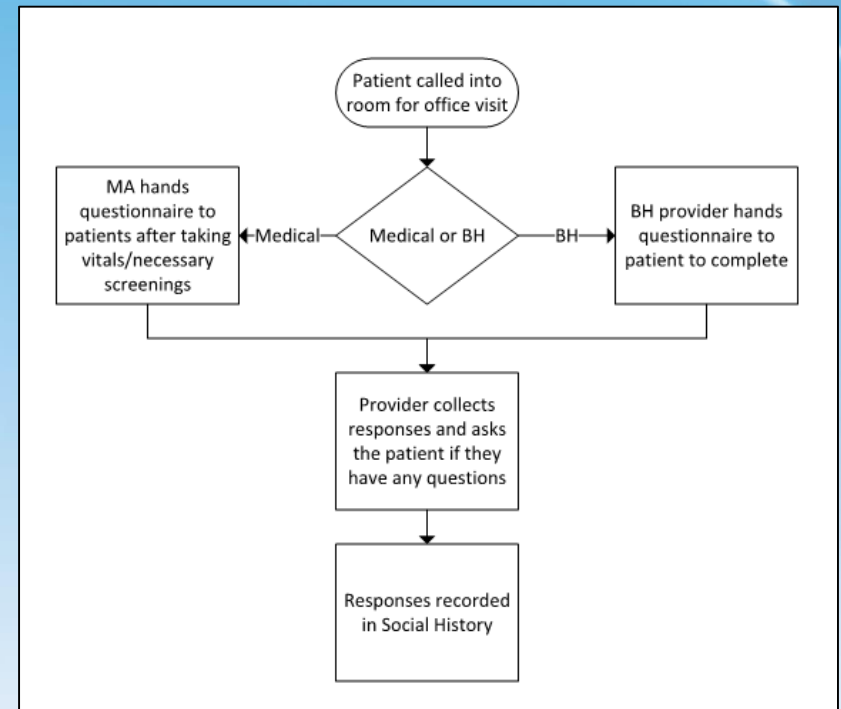 Patient called into
room for office visit
MA hands
questionnaire to
patients after taking
vitals/necessary
screenings
Medical
Medical or BH
BH
BH provider hands
questionnaire to
patient to complete
Provider collects
responses and asks
the patient if they
have any questions
Responses recorded
in Social History